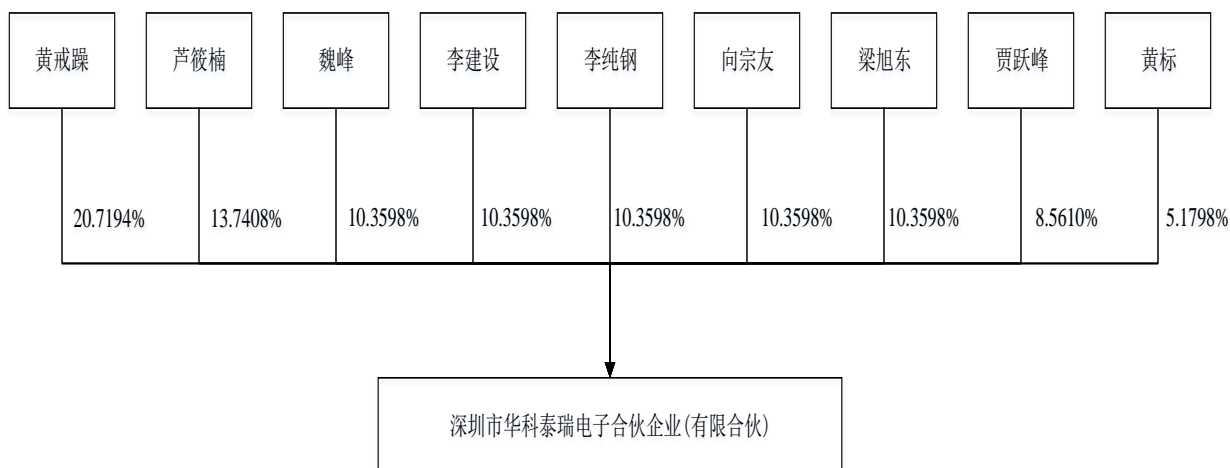 黄戒躁 芦筱楠 魏峰 李建设 李纯钢 向宗友 梁旭东 贾跃峰 黄标
20.7194% 13.7408% 10.3598% 10.3598% 10.3598% 10.3598% 10.3598% 8.5610% 5.1798%
深圳市华科泰瑞电子合伙企业(有限合伙)